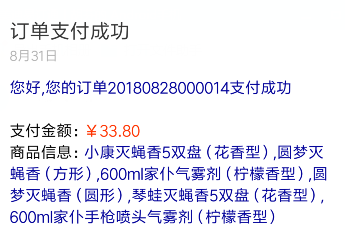 订单支付成功
8月31日
您好,您的订单20180828000014支付成功
支付金额：￥33.80
商品信息：小康灭蝇香5双盘（花香型）,圆梦灭
蝇香（方形）,600ml家仆气雾剂（柠檬香型）,圆
梦灭蝇香（圆形）,琴蛙灭蝇香5双盘（花香型）,
600ml家仆手枪喷头气雾剂（柠檬香型）